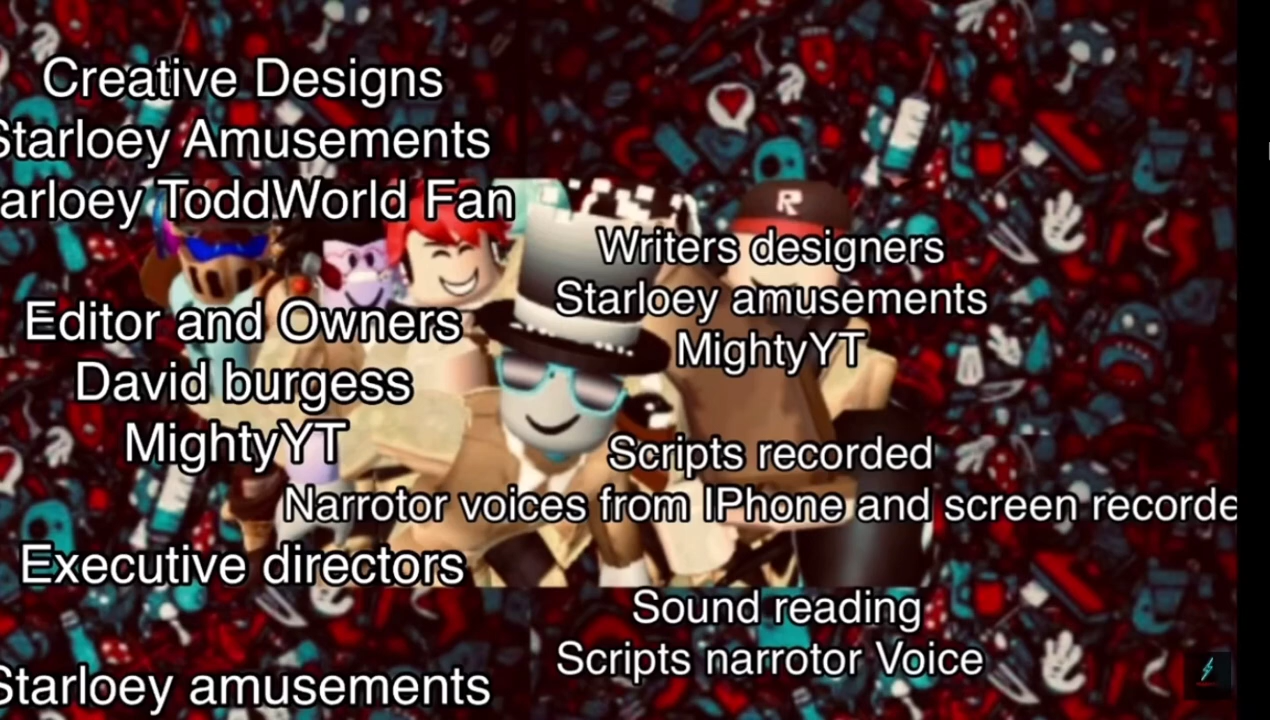 Creative Designs
Starloey Amusements
arloey ToddWorld Fan
Editor and Owners
David burgess
MightyYT
Executive directors
Starloey amusements
R
Writers designers
Starloey amusements
MightyYT
Scripts recorded
Narrotor voices from IPhone and screen recorde
Sound reading
Scripts narrotor Voice